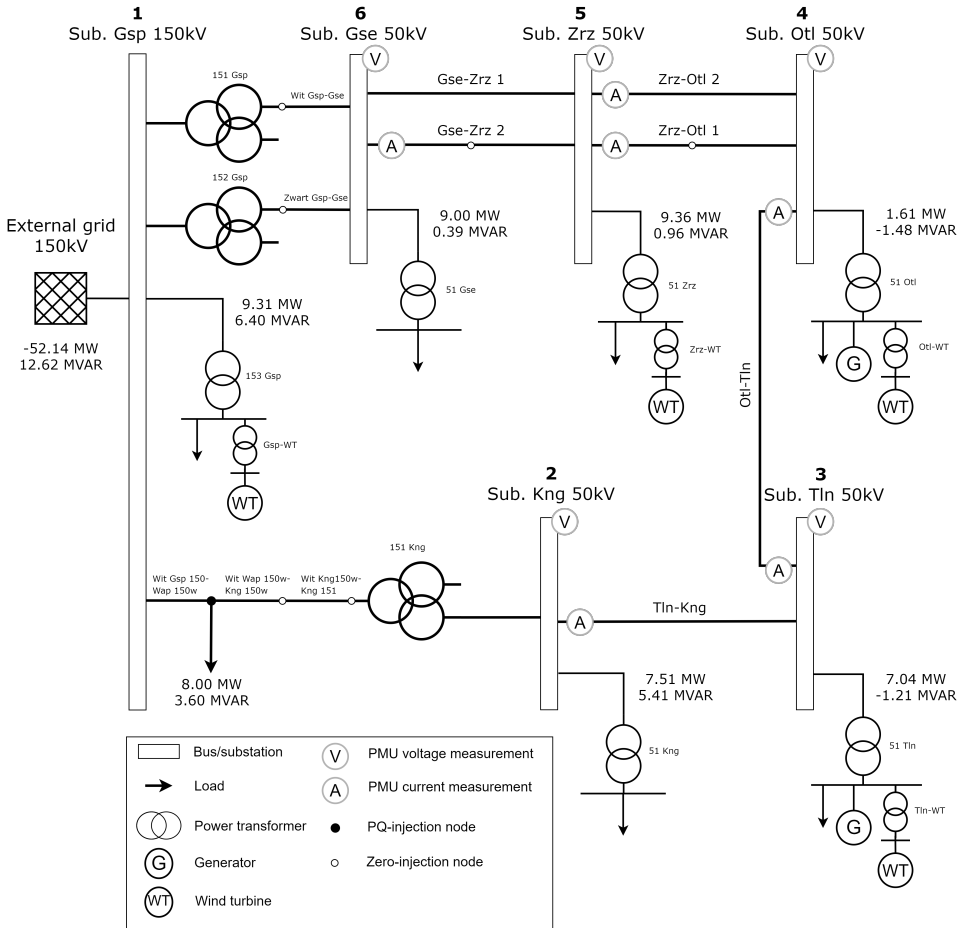 1
Sub. Gsp 150kV
6
Sub. Gse 50kV
5
Sub. Zrz 50kV
4
Sub. Otl 50kV
V
V
V
151 Gsp
Wit Gsp-Gse
Gse-Zrz 1
A
Zrz-Otl 2
A
Gse-Zrz 2
A
Zrz-Otl 1
152 Gsp
Zwart Gsp-Gse
External grid
150kV
-52.14 MW
12.62 MVAR
9.00 MW
0.39 MVAR
51 Gse
9.36 MW
0.96 MVAR
51 Zrz
Zrz-WT
WT
A
1.61 MW
-1.48 MVAR
51 Otl
Otl-WT
G
WT
Otl-Tln
9.31 MW
6.40 MVAR
153 Gsp
Gsp-WT
WT
2
Sub. Kng 50kV
V
3
Sub. Tln 50kV
V
151 Kng
Wit Gsp 150-
Wap 150w
Wit Wap 150w-
Kng 150w
Wit Kng150w-
Kng 151
A
A
Tln-Kng
8.00 MW
3.60 MVAR
7.51 MW
5.41 MVAR
51 Kng
7.04 MW
-1.21 MVAR
51 Tln
Tln-WT
G
WT
Bus/substation
V
PMU voltage measurement
Load
A
PMU current measurement
Power transformer
PQ-injection node
G
Generator
Zero-injection node
WT
Wind turbine